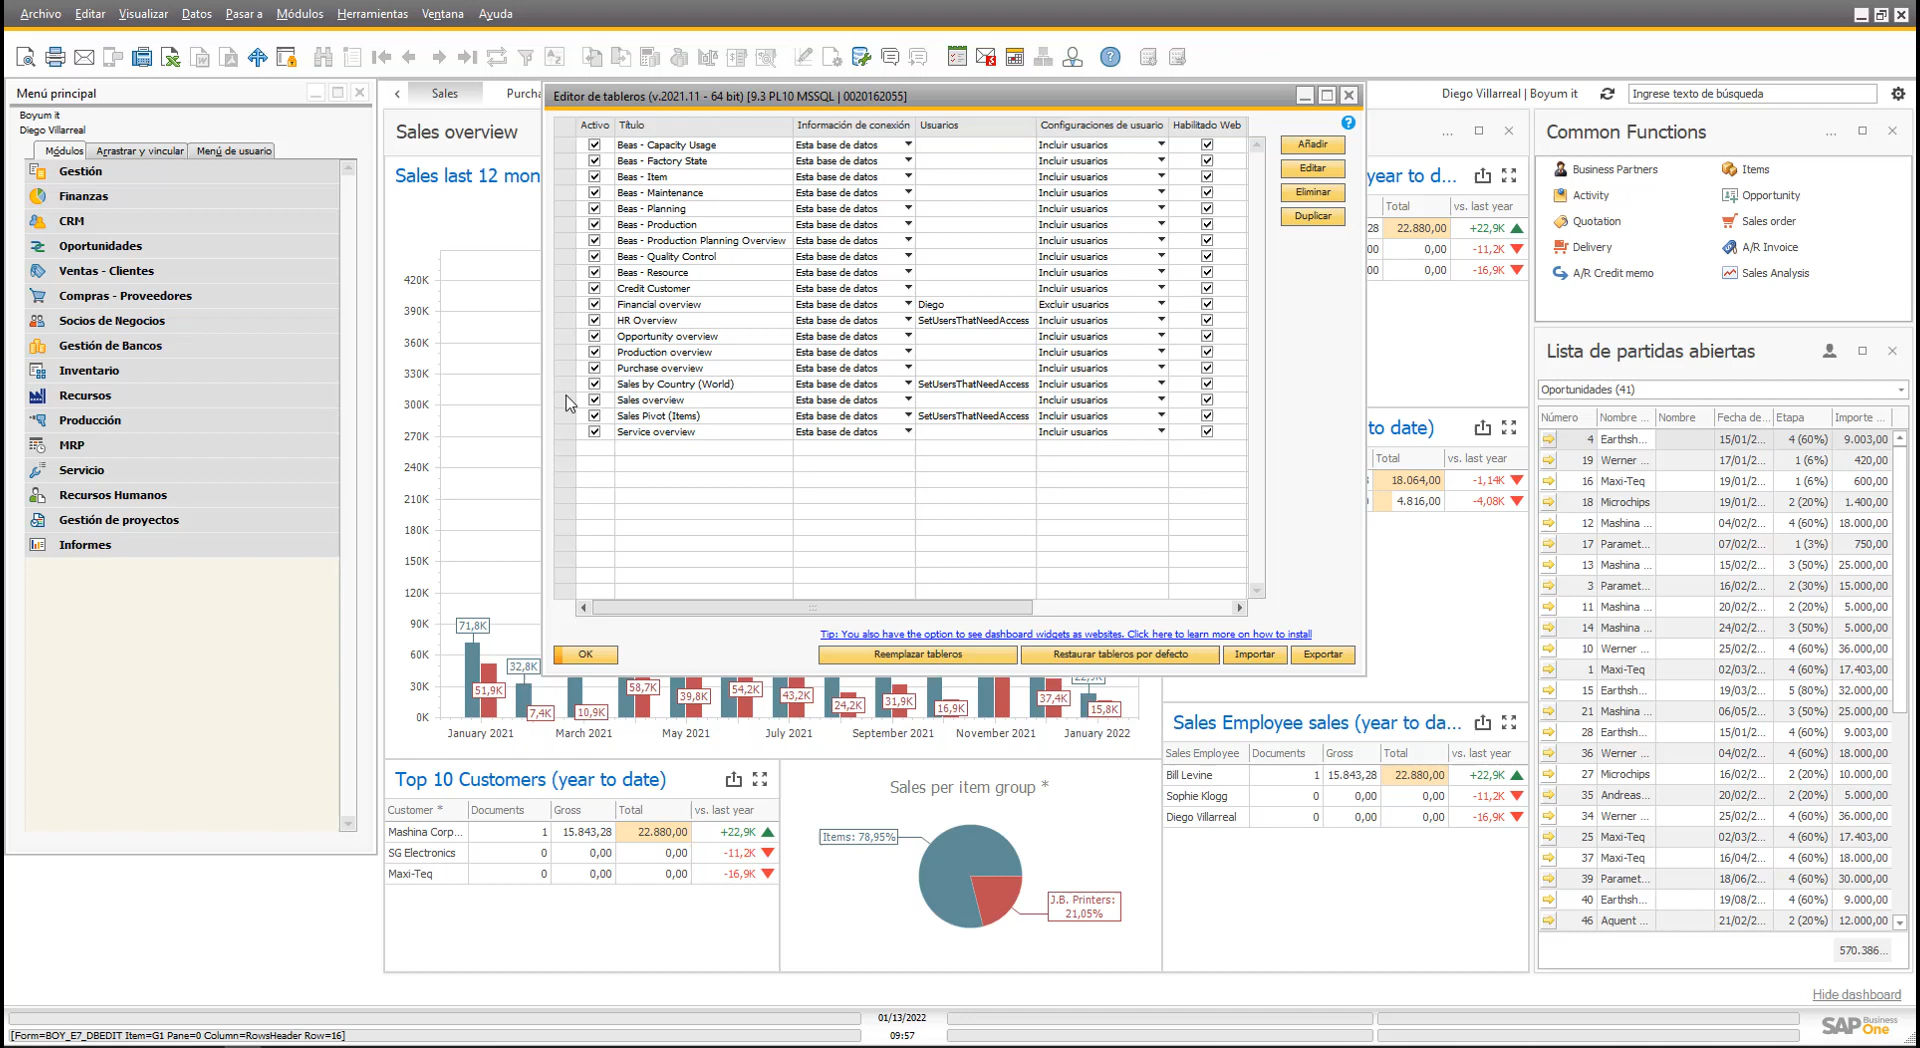 Archivo Editar Visualizar Datos Pasar a Módulos Herramientas Ventana Ayuda
Menú principal
Boyum it
Diego Villarreal
Módulos Arrastrar y vincular Menú de usuario
Gestión
Finanzas
CRM
Oportunidades
Ventas - Clientes
Compras - Proveedores
Socios de Negocios
Gestión de Bancos
Inventario
Recursos
Producción
MRP
Servicio
Recursos Humanos
Gestión de proyectos
Informes
Sales Purcha
Diego Villarreal | Boyum it Ingrese texto de búsqueda
Sales overview
Sales last 12 mon
420K
390K
360K
330K
300K
270K
240K
210K
180K
150K
120K
90K
60K
30K
0K
71,8K 51,9K 32,8K 7,4K 10,9K 58,7K 39,8K 54,2K 43,2K 24,2K 31,9K 16,9K 37,4K 15,8K
January 2021 March 2021 May 2021 July 2021 September 2021 November 2021 January 2022
Editor de tableros (v.2021.11 - 64 bit) [9.3 PL10 MSSQL | 0020162055]
Activo Título Información de conexión Usuarios Configuraciones de usuario Habilitado Web
Beas - Capacity Usage Esta base de datos Incluir usuarios
Beas - Factory State Esta base de datos Incluir usuarios
Beas - Item Esta base de datos Incluir usuarios
Beas - Maintenance Esta base de datos Incluir usuarios
Beas - Planning Esta base de datos Incluir usuarios
Beas - Production Esta base de datos Incluir usuarios
Beas - Production Planning Overview Esta base de datos Incluir usuarios
Beas - Quality Control Esta base de datos Incluir usuarios
Beas - Resource Esta base de datos Incluir usuarios
Credit Customer Esta base de datos Incluir usuarios
Financial overview Esta base de datos Diego Excluir usuarios
HR Overview Esta base de datos SetUsersThatNeedAccess Incluir usuarios
Opportunity overview Esta base de datos Incluir usuarios
Production overview Esta base de datos Incluir usuarios
Purchase overview Esta base de datos Incluir usuarios
Sales by Country (World) Esta base de datos SetUsersThatNeedAccess Incluir usuarios
Sales overview Esta base de datos Incluir usuarios
Sales Pivot (Items) Esta base de datos SetUsersThatNeedAccess Incluir usuarios
Service overview Esta base de datos Incluir usuarios
Añadir
Editar
Eliminar
Duplicar
Tip: You also have the option to see dashboard widgets as websites. Click here to learn more on how to install
OK Reemplazar tableros Restaurar tableros por defecto Importar Exportar
year to d...
Total vs. last year
28 22.880,00 +22,9K
00 0,00 -11,2K
00 0,00 -16,9K
to date)
Total vs. last year
18.064,00 -1,14K
4.816,00 -4,08K
Top 10 Customers (year to date)
Customer * Documents Gross Total vs. last year
Mashina Corp... 1 15.843,28 22.880,00 +22,9K
SG Electronics 0 0,00 0,00 -11,2K
Maxi-Teq 0 0,00 0,00 -16,9K
Sales per item group *
Items: 78,95%
J.B. Printers:
21,05%
Sales Employee sales (year to da...
Sales Employee Documents Gross Total vs. last year
Bill Levine 1 15.843,28 22.880,00 +22,9K
Sophie Klogg 0 0,00 0,00 -11,2K
Diego Villarreal 0 0,00 0,00 -16,9K
Common Functions
Business Partners Items
Activity Opportunity
Quotation Sales order
Delivery A/R Invoice
A/R Credit memo Sales Analysis
Lista de partidas abiertas
Oportunidades (41)
Número Nombre ... Nombre Fecha de... Etapa Importe ...
4 Earthsh... 15/01/2... 4 (60%) 9.003,00
19 Werner ... 17/01/2... 1 (6%) 420,00
16 Maxi-Teq 19/01/2... 1 (6%) 600,00
18 Microchips 19/01/2... 2 (20%) 1.400,00
12 Mashina ... 04/02/2... 4 (60%) 18.000,00
17 Paramet... 07/02/2... 1 (3%) 750,00
13 Mashina ... 15/02/2... 3 (50%) 25.000,00
3 Paramet... 16/02/2... 2 (30%) 15.000,00
11 Mashina ... 20/02/2... 2 (20%) 5.000,00
14 Mashina ... 24/02/2... 3 (50%) 5.000,00
10 Werner ... 25/02/2... 4 (60%) 36.000,00
1 Maxi-Teq 02/03/2... 4 (60%) 17.403,00
15 Earthsh... 19/03/2... 5 (80%) 32.000,00
21 Mashina ... 06/05/2... 3 (50%) 25.000,00
28 Earthsh... 15/01/2... 4 (60%) 9.003,00
36 Werner ... 04/02/2... 4 (60%) 18.000,00
27 Microchips 16/02/2... 2 (20%) 10.000,00
35 Andreas... 20/02/2... 2 (20%) 5.000,00
34 Werner ... 25/02/2... 4 (60%) 36.000,00
25 Maxi-Teq 02/03/2... 4 (60%) 17.403,00
37 Maxi-Teq 16/04/2... 4 (60%) 18.000,00
39 Paramet... 18/06/2... 4 (60%) 30.000,00
40 Earthsh... 19/08/2... 4 (60%) 9.000,00
46 Aquent ... 21/02/2... 2 (20%) 12.000,00
570.386...
Hide dashboard
01/13/2022
[Form=BOY_E7_DBEDIT Item=G1 Pane=0 Column=RowsHeader Row=16] 09:57
SAP Business One